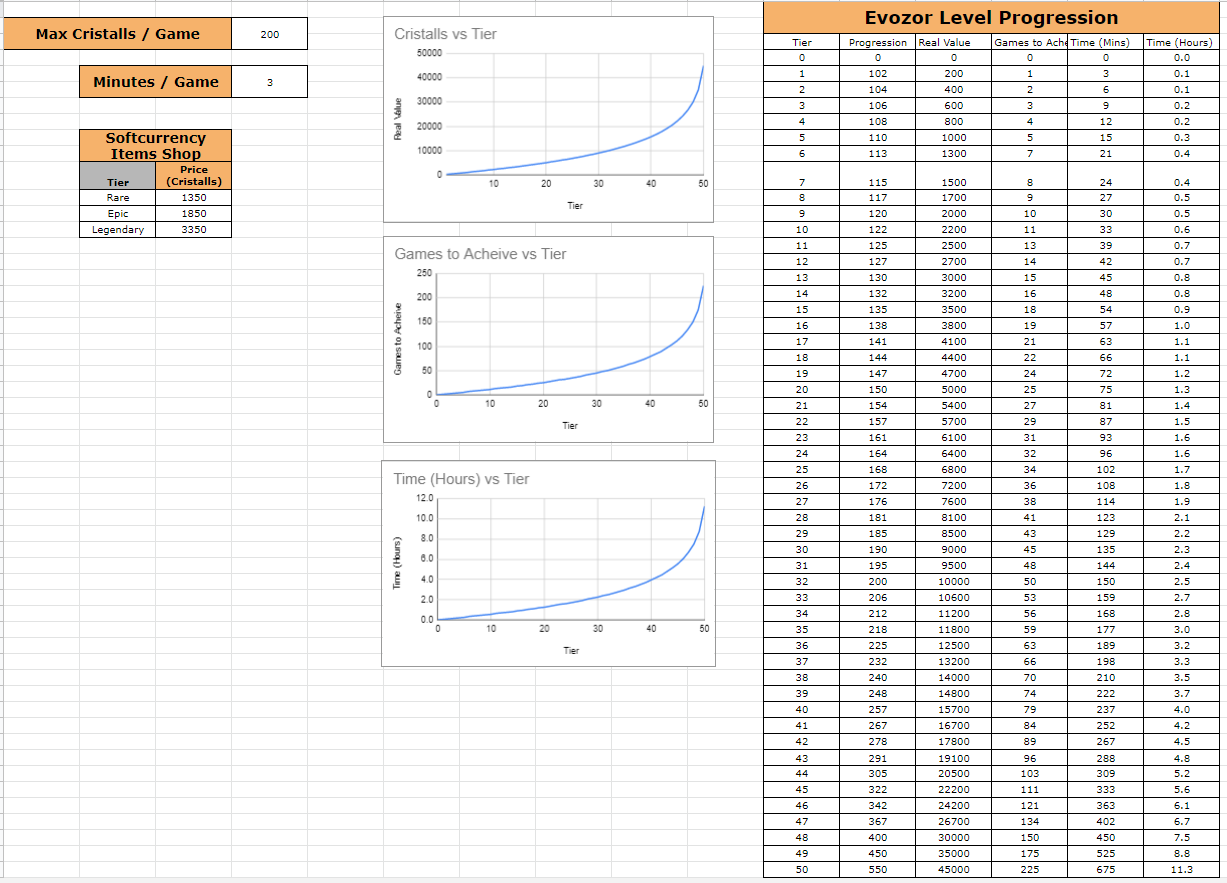 Max Cristalls / Game 200
Minutes / Game 3
Softcurrency
Items Shop
Tier Price
(Cristalls)
Rare 1350
Epic 1850
Legendary 3350
Cristalls vs Tier
Real Value
50000
40000
30000
20000
10000
0
10 20 30 40 50
Tier
Games to Acheive vs Tier
Games to Acheive
250
200
150
100
50
0
0 10 20 30 40 50
Tier
Time (Hours) vs Tier
Time (Hours)
12.0
10.0
8.0
6.0
4.0
2.0
0.0
0 10 20 30 40 50
Tier
Evozor Level Progression
Tier Progression Real Value Games to Ache Time (Mins) Time (Hours)
0 0 0 0 0 0.0
1 102 200 1 3 0.1
2 104 400 2 6 0.1
3 106 600 3 9 0.2
4 108 800 4 12 0.2
5 110 1000 5 15 0.3
6 113 1300 7 21 0.4
7 115 1500 8 24 0.4
8 117 1700 9 27 0.5
9 120 2000 10 30 0.5
10 122 2200 11 33 0.6
11 125 2500 13 39 0.7
12 127 2700 14 42 0.7
13 130 3000 15 45 0.8
14 132 3200 16 48 0.8
15 135 3500 18 54 0.9
16 138 3800 19 57 1.0
17 141 4100 21 63 1.1
18 144 4400 22 66 1.1
19 147 4700 24 72 1.2
20 150 5000 25 75 1.3
21 154 5400 27 81 1.4
22 157 5700 29 87 1.5
23 161 6100 31 93 1.6
24 164 6400 32 96 1.6
25 168 6800 34 102 1.7
26 172 7200 36 108 1.8
27 176 7600 38 114 1.9
28 181 8100 41 123 2.1
29 185 8500 43 129 2.2
30 190 9000 45 135 2.3
31 195 9500 48 144 2.4
32 200 10000 50 150 2.5
33 206 10600 53 159 2.7
34 212 11200 56 168 2.8
35 218 11800 59 177 3.0
36 225 12500 63 189 3.2
37 232 13200 66 198 3.3
38 240 14000 70 210 3.5
39 248 14800 74 222 3.7
40 257 15700 79 237 4.0
41 267 16700 84 252 4.2
42 278 17800 89 267 4.5
43 291 19100 96 288 4.8
44 305 20500 103 309 5.2
45 322 22200 111 333 5.6
46 342 24200 121 363 6.1
47 367 26700 134 402 6.7
48 400 30000 150 450 7.5
49 450 35000 175 525 8.8
50 550 45000 225 675 11.3